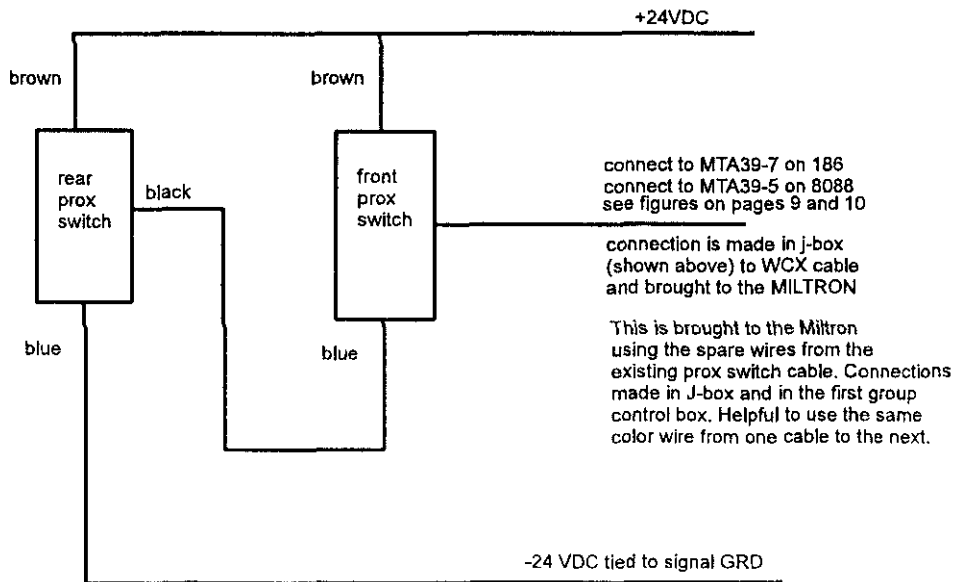 +24VDC
brown
brown
rear
prox
switch
black
front
prox
switch
connect to MTA39-7 on 186
connect to MTA39-5 on 8088
see figures on pages 9 and 10
connection is made in j-box
(shown above) to WCX cable
and brought to the MILTRON
blue
blue
This is brought to the Miltron
using the spare wires from the
existing prox switch cable. Connections
made in J-box and in the first group
control box. Helpful to use the same
color wire from one cable to the next.
-24 VDC tied to signal GRD